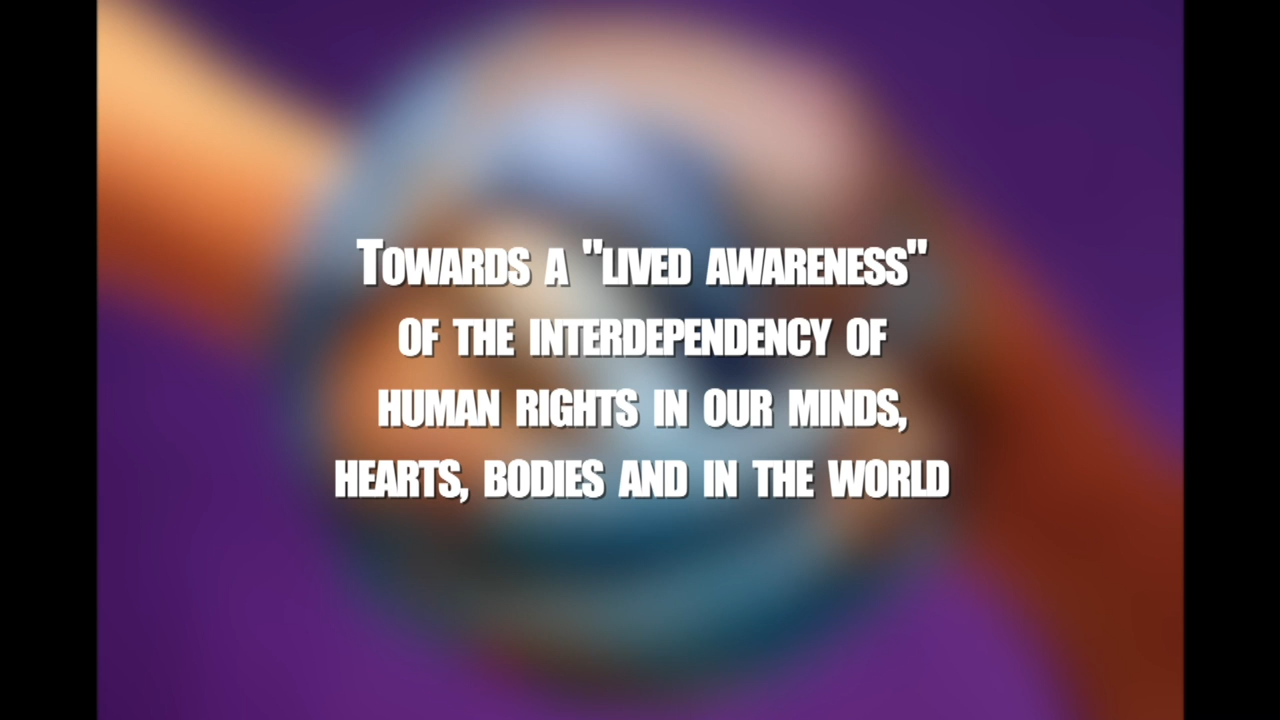 Towards a "lived awareness"
of the interdependency of
human rights in our minds,
hearts, bodies and in the world